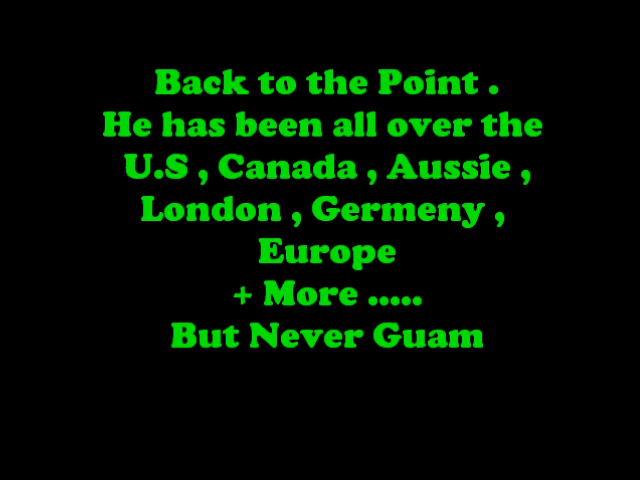 Back to the Point .
He has been all over the
U.S , Canada , Aussie ,
London , Germeny ,
Europe
+ More .....
But Never Guam